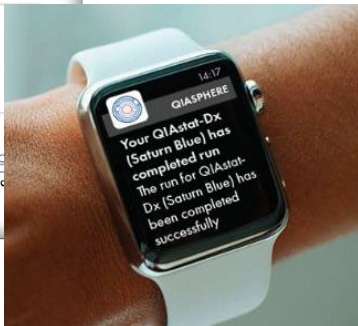 14:17
QIASPHERE
Your QIAstat-Dx
(Saturn Blue) has
completed run
The run for QIAstat-
Dx (Saturn Blue) has
been completed
successfully